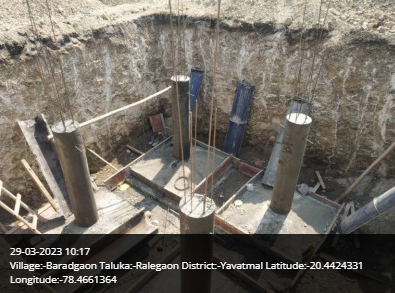 29-03-2023 10:17
Village:-Baradgaon Taluka:-Ralegaon District:-Yavatmal Latitude:-20.4424331
Longitude:-78.4661364